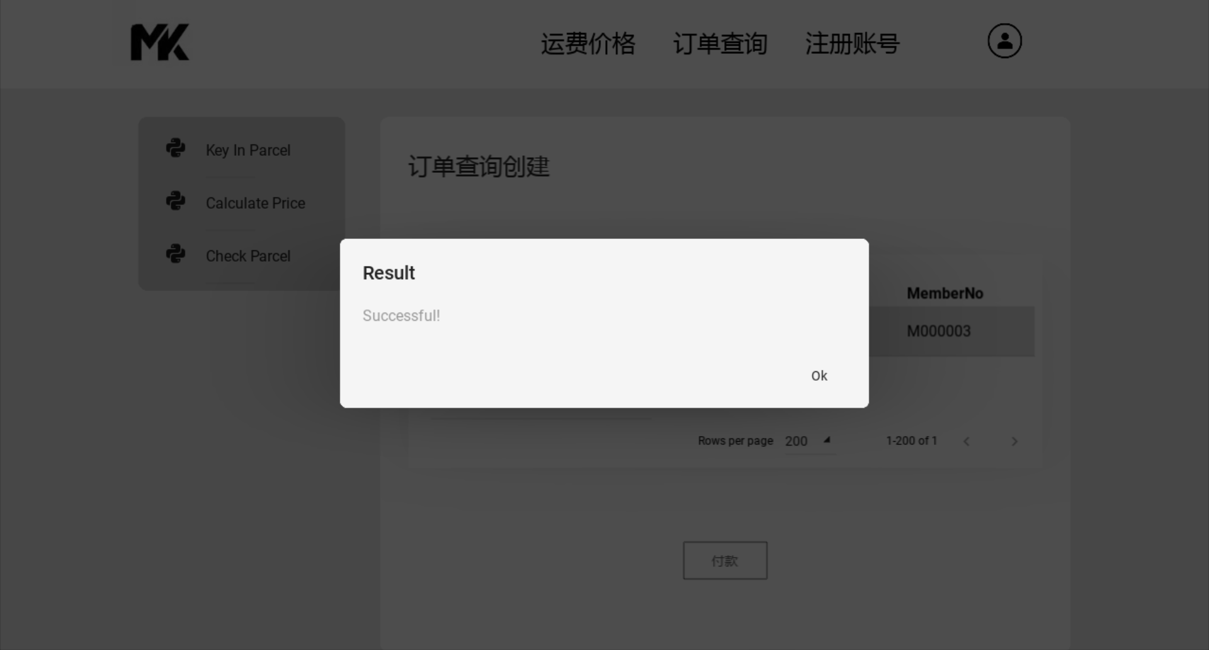 MK
运费价格 订单查询 注册账号
Key In Parcel
Calculate Price
Check Parcel
订单查询创建
Result
Successful!
Ok
MemberNo
M000003
Rows per page 200 1-200 of 1
付款